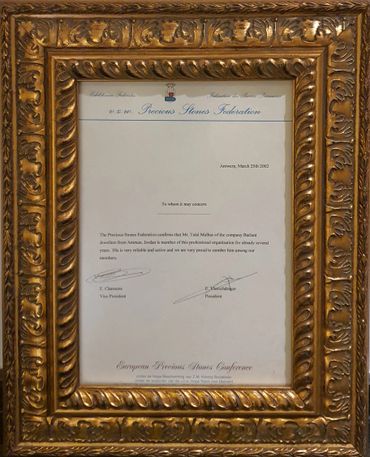 v.z.w. Precious Stones Federation
Antwerp, March 25th 2002
To whom it may concern
The Precious Stones Federation confirms that Mr. Talal Malhas of the company Badiani
Jewellers from Amman, Jordan is member of this professional organisation for already several
years. He is very reliable and active and we are very proud to number him among our
members.
E. Claessens
Vice President
President
European Precious Stones Conference